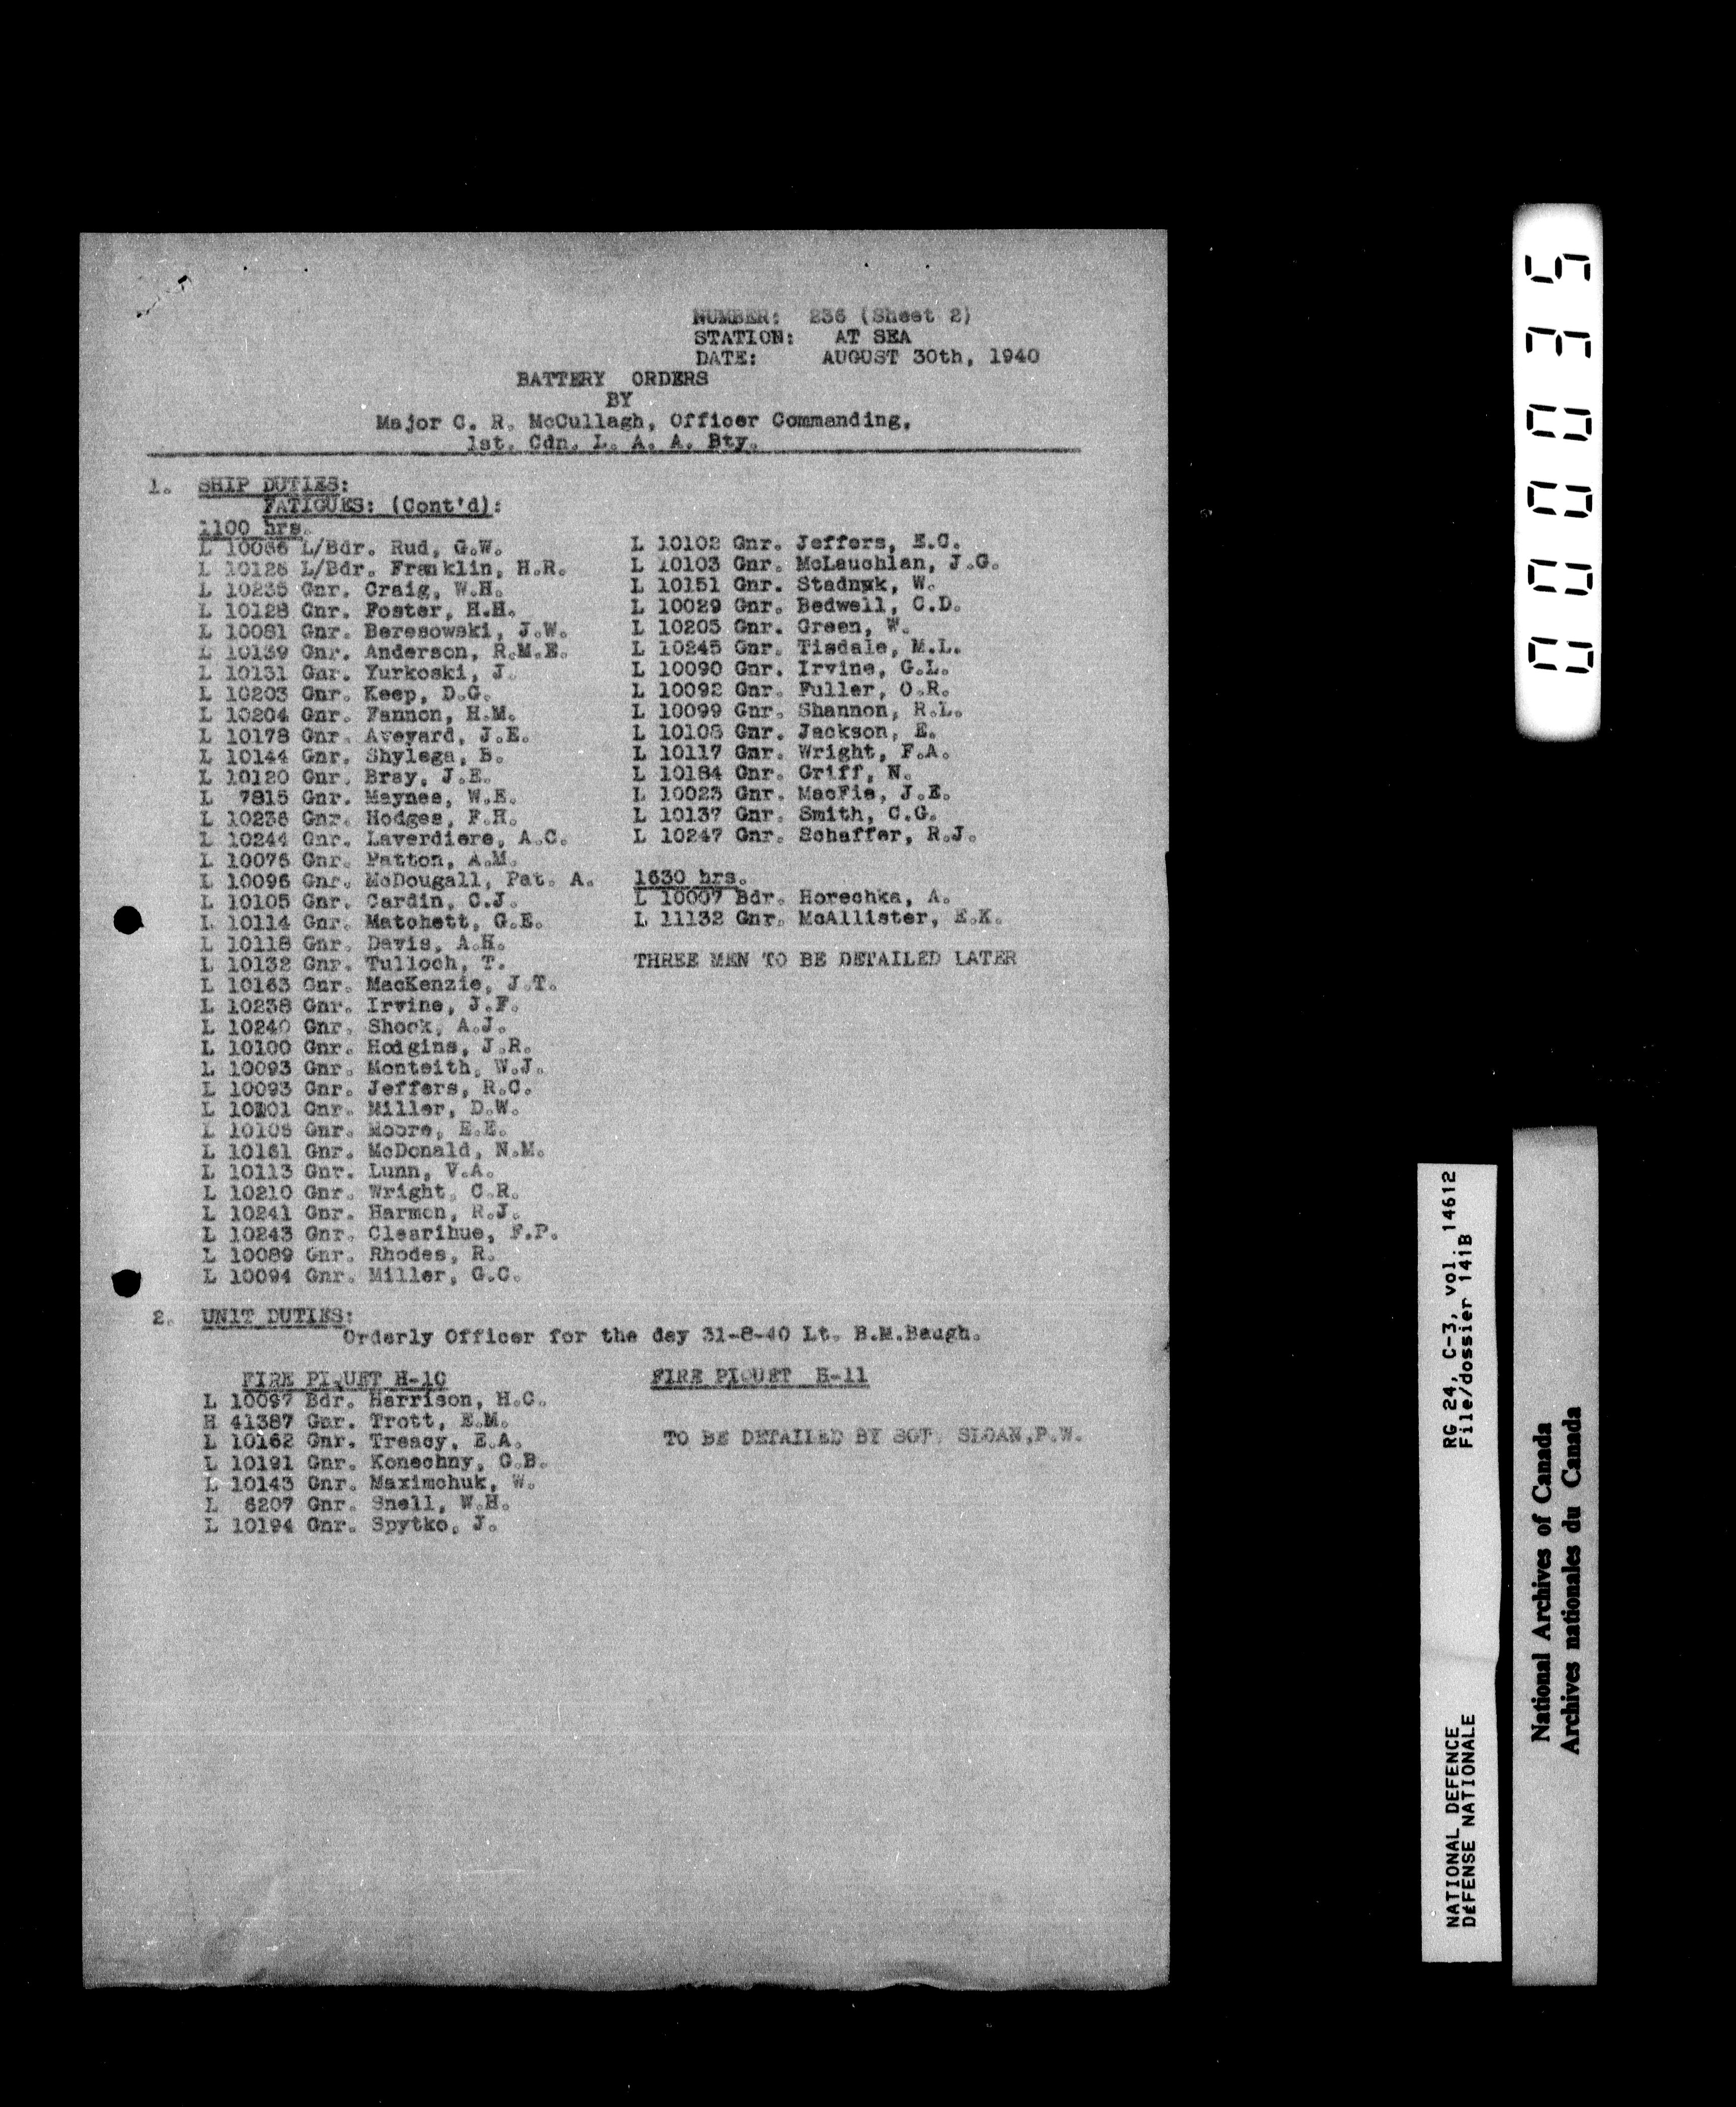 NUMBER: 236 (Sheet 2)
STATION: AT SEA
DATE: AUGUST 30th, 1940
BATTERY ORDERS
BY
Major C. R. McCullagh, Officer Commanding,
1st. Cdn. L. A. A. Bty.
1. SHIP DUTIES:
FATIGUES: (Cont'd):
1100 hrs.
L 10066 L/Bdr. Rud, G.W.
L 10126 L/Bdr. Franklin, H.R.
L 10235 Gnr. Craig, W.H.
L 10128 Gnr. Foster, H.H.
L 10081 Gnr. Beresowski, J.W.
L 10139 Gnr. Anderson, R.M.E.
L 10131 Gnr. Yurkoski, J.
L 10203 Gnr. Keep, D.G.
L 10204 Gnr. Fannon, H.M.
L 10178 Gnr. Aveyard, J.E.
L 10144 Gnr. Shylega, B.
L 10120 Gnr. Bray, J.E.
L 7815 Gnr. Maynes, W.E.
L 10236 Gnr. Hodges, F.H.
L 10244 Gnr. Laverdiere, A.C.
L 10076 Gnr. Patton, A.M.
L 10096 Gnr. McDougall, Pat. A.
L 10105 Gnr. Cardin, C.J.
L 10114 Gnr. Matchett, G.E.
L 10118 Gnr. Davis, A.H.
L 10132 Gnr. Tulloch, T.
L 10163 Gnr. MacKenzie, J.T.
L 10238 Gnr. Irvine, J.F.
L 10240 Gnr. Shock, A.J.
L 10100 Gnr. Hodgins, J.R.
L 10093 Gnr. Monteith, W.J.
L 10093 Gnr. Jeffers, R.C.
L 10101 Gnr. Miller, D.W.
L 10106 Gnr. Moore, E.E.
L 10161 Gnr. McDonald, N.M.
L 10113 Gnr. Lunn, V.A.
L 10210 Gnr. Wright, C.R.
L 10241 Gnr. Harmon, R.J.
L 10243 Gnr. Clearihue, F.P.
L 10089 Gnr. Rhodes, R.
L 10094 Gnr. Miller, G.C.
L 10102 Gnr. Jeffers, E.C.
L 10103 Gnr. McLauchlan, J.G.
L 10151 Gnr. Stadnyk, W.
L 10029 Gnr. Bedwell, C.D.
L 10205 Gnr. Green, W.
L 10245 Gnr. Tisdale, M.L.
L 10090 Gnr. Irvine, G.L.
L 10092 Gnr. Fuller, O.R.
L 10099 Gnr. Shannon, R.L.
L 10108 Gnr. Jackson, E.
L 10117 Gnr. Wright, F.A.
L 10184 Gnr. Griff, N.
L 10023 Gnr. MacFie, J.E.
L 10137 Gnr. Smith, C.G.
L 10247 Gnr. Schaffer, R.J.
1630 hrs.
L 10007 Bdr. Horechka, A.
L 11132 Gnr. McAllister, E.K.
THREE MEN TO BE DETAILED LATER
2. UNIT DUTIES:
Orderly Officer for the day 31-8-40 Lt. B.M.Baugh.
FIRE PIQUET H-10
L 10097 Bdr. Harrison, H.C.
H 41387 Gnr. Trott, E.M.
L 10162 Gnr. Treacy, E.A.
L 10191 Gnr. Konechny, G.B.
L 10143 Gnr. Maximchuk, W.
L 6207 Gnr. Snell, W.H.
L 10194 Gnr. Spytko, J.
FIRE PIQUET H-11
TO BE DETAILED BY SGT. SLOAN,P.W.
00035
RG 24, C-3, vol. 14612
File/dossier 141B
NATIONAL DEFENCE
DÉFENSE NATIONALE
National Archives of Canada
Archives nationales du Canada